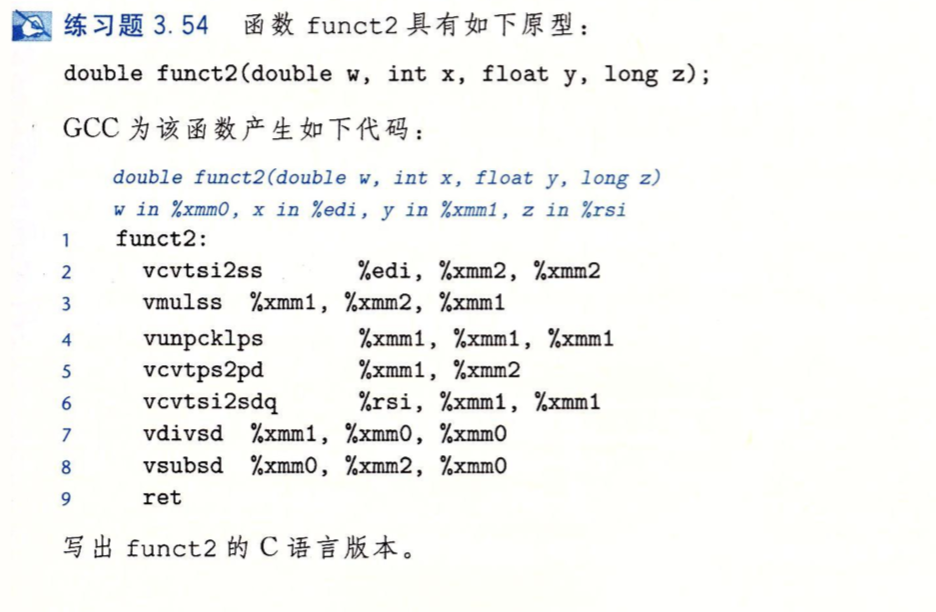 练习题 3.54 函数 funct2 具有如下原型：
double funct2(double w, int x, float y, long z);
GCC 为该函数产生如下代码：
double funct2(double w, int x, float y, long z)
w in %xmm0, x in %edi, y in %xmm1, z in %rsi
1 funct2:
2 vcvtsi2ss %edi, %xmm2, %xmm2
3 vmulss %xmm1, %xmm2, %xmm1
4 vunpcklps %xmm1, %xmm1, %xmm1
5 vcvtps2pd %xmm1, %xmm2
6 vcvtsi2sdq %rsi, %xmm1, %xmm1
7 vdivsd %xmm1, %xmm0, %xmm0
8 vsubsd %xmm0, %xmm2, %xmm0
9 ret
写出 funct2 的 C 语言版本。